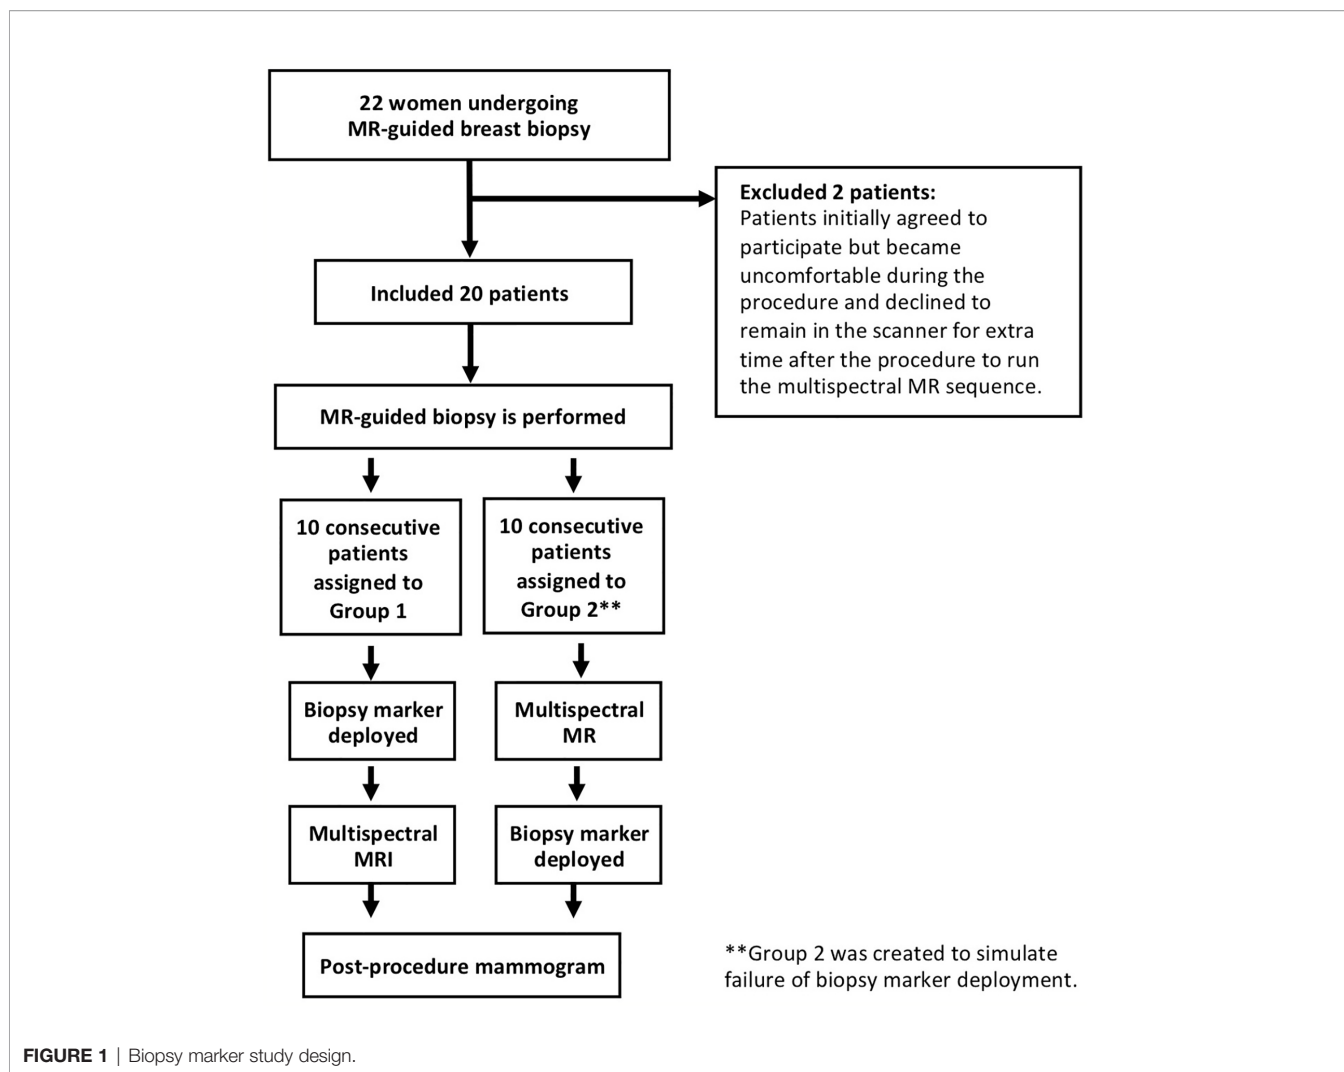 22 women undergoing
MR-guided breast biopsy
Excluded 2 patients:
Patients initially agreed to
participate but became
uncomfortable during the
procedure and declined to
remain in the scanner for extra
time after the procedure to run
the multispectral MR sequence.
Included 20 patients
MR-guided biopsy is performed
10 consecutive
patients
assigned to
Group 1
10 consecutive
patients
assigned to
Group 2**
Biopsy marker
deployed
Multispectral
MR
Multispectral
MRI
Biopsy marker
deployed
Post-procedure mammogram
**Group 2 was created to simulate
failure of biopsy marker deployment.
FIGURE 1 | Biopsy marker study design.